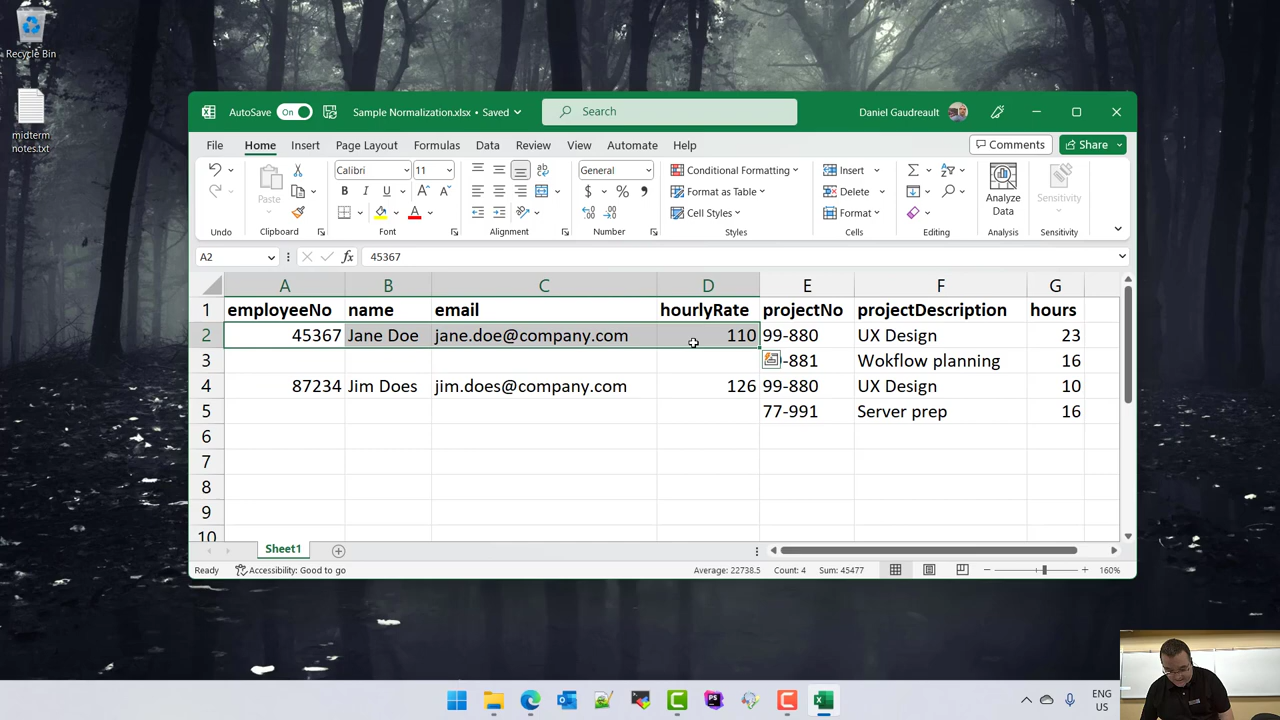 Recycle Bin
midterm
notes.txt
AutoSave On Sample Normalization.xlsx • Saved Search Daniel Gaudreault
File Home Insert Page Layout Formulas Data Review View Automate Help Comments Share
Calibri 11 General Conditional Formatting Insert
Paste B I U A A $ % Format as Table Delete Analyze Data Sensitivity
Cell Styles Format
Undo Clipboard Font Alignment Number Styles Cells Editing Analysis Sensitivity
A2 fx 45367
A B C D E F G
1 employeeNo name email hourlyRate projectNo projectDescription hours
2 45367 Jane Doe jane.doe@company.com 110 99-880 UX Design 23
3 -881 Wokflow planning 16
4 87234 Jim Does jim.does@company.com 126 99-880 UX Design 10
5 77-991 Server prep 16
6
7
8
9
10
Sheet1
Ready Accessibility: Good to go Average: 22738.5 Count: 4 Sum: 45477 160%
ENG
US